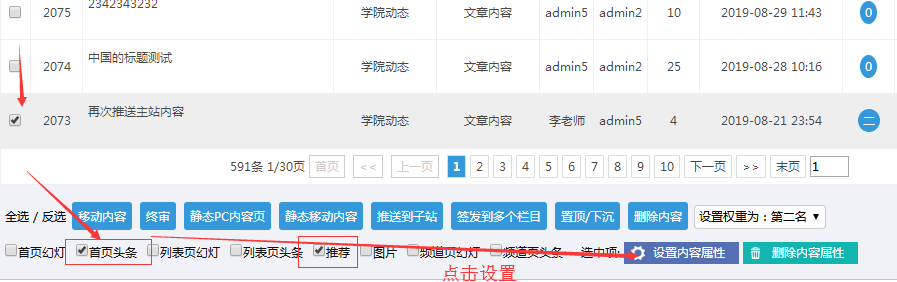 2075 2342343232 学院动态 文章内容 admin5 admin2 10 2019-08-29 11:43 0
2074 中国的标题测试 学院动态 文章内容 admin5 admin2 25 2019-08-28 10:16 0
2073 再次推送主站内容 学院动态 文章内容 李老师 admin5 4 2019-08-21 23:54 二
591条 1/30页 首页 << 上一页 1 2 3 4 5 6 7 8 9 10 下一页 >> 末页 1
全选 / 反选 移动内容 终审 静态PC内容页 静态移动内容 推送到子站 签发到多个栏目 置顶/下沉 删除内容 设置权重为：第二名
首页幻灯 首页头条 列表页幻灯 列表页头条 推荐 图片 频道页幻灯 频道页头条 选中项: 设置内容属性 删除内容属性
点击设置